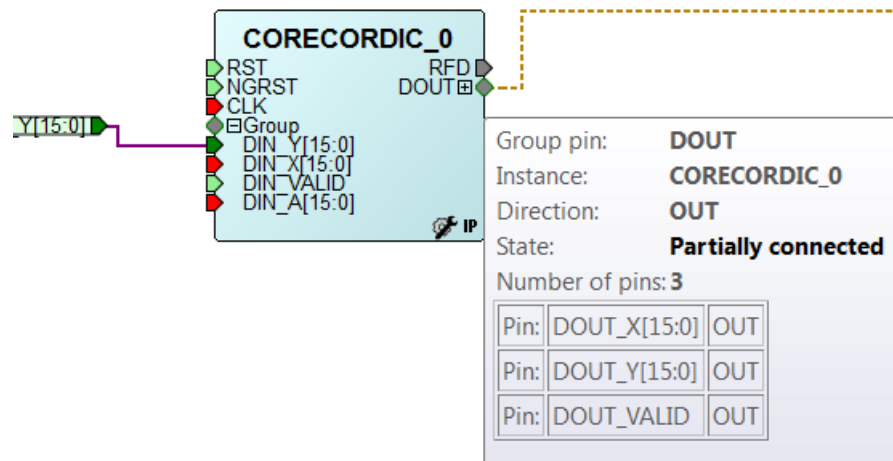 CORECORDIC_0
RST
RFD
NGRST
DOUT
CLK
Y[15:0]
Group
DIN_Y[15:0]
DIN_X[15:0]
DIN_VALID
DIN_A[15:0]
IP
Group pin: DOUT
Instance: CORECORDIC_0
Direction: OUT
State: Partially connected
Number of pins: 3
Pin: DOUT_X[15:0] OUT
Pin: DOUT_Y[15:0] OUT
Pin: DOUT_VALID OUT